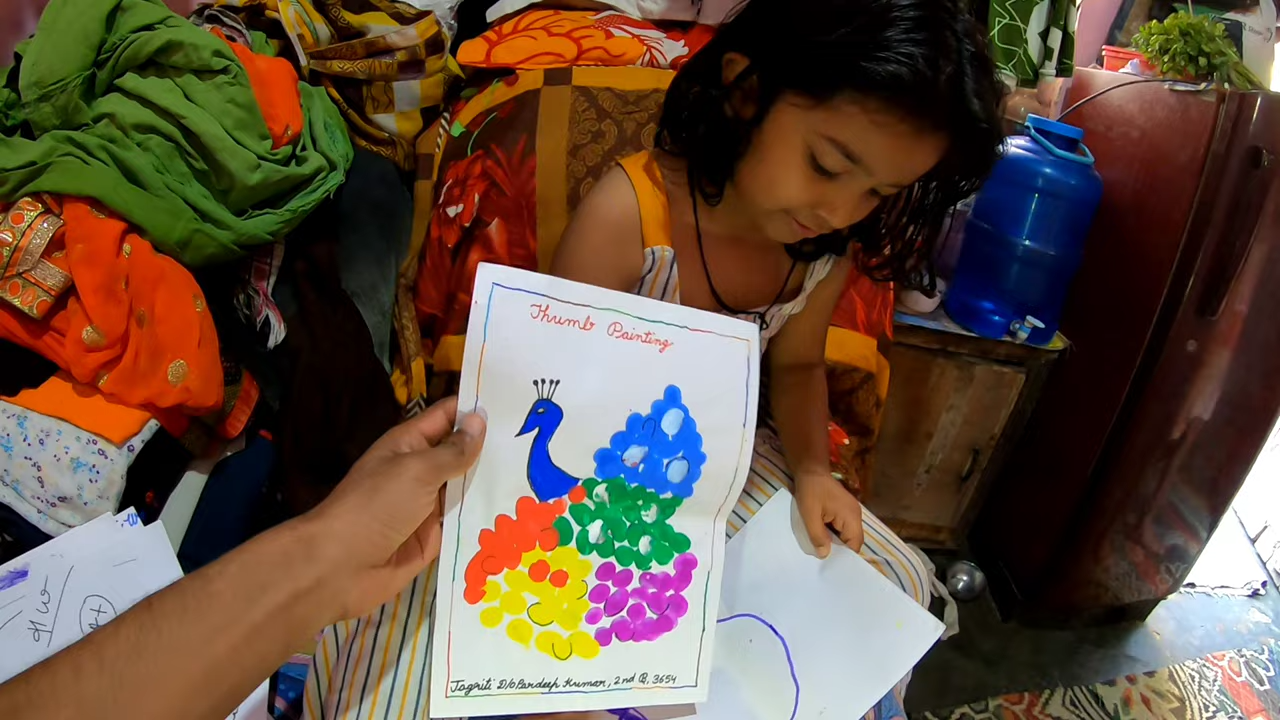 Thumb Painting
Jagriti D/o Pardeep Kumar, 2nd B, 3654
H/w